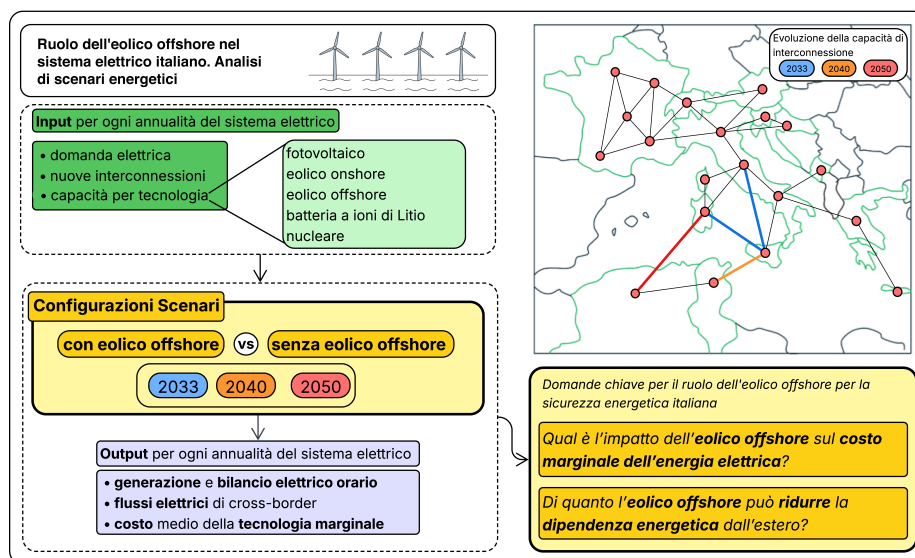 Ruolo dell'eolico offshore nel
sistema elettrico italiano. Analisi
di scenari energetici
Input per ogni annualità del sistema elettrico
• domanda elettrica
• nuove interconnessioni
• capacità per tecnologia
fotovoltaico
eolico onshore
eolico offshore
batteria a ioni di Litio
nucleare
Configurazioni Scenari
con eolico offshore vs senza eolico offshore
2033 2040 2050
Output per ogni annualità del sistema elettrico
• generazione e bilancio elettrico orario
• flussi elettrici di cross-border
• costo medio della tecnologia marginale
Evoluzione della capacità di
interconnessione
2033 2040 2050
Domande chiave per il ruolo dell'eolico offshore per la
sicurezza energetica italiana
Qual è l’impatto dell’eolico offshore sul costo
marginale dell’energia elettrica?
Di quanto l’eolico offshore può ridurre la
dipendenza energetica dall’estero?